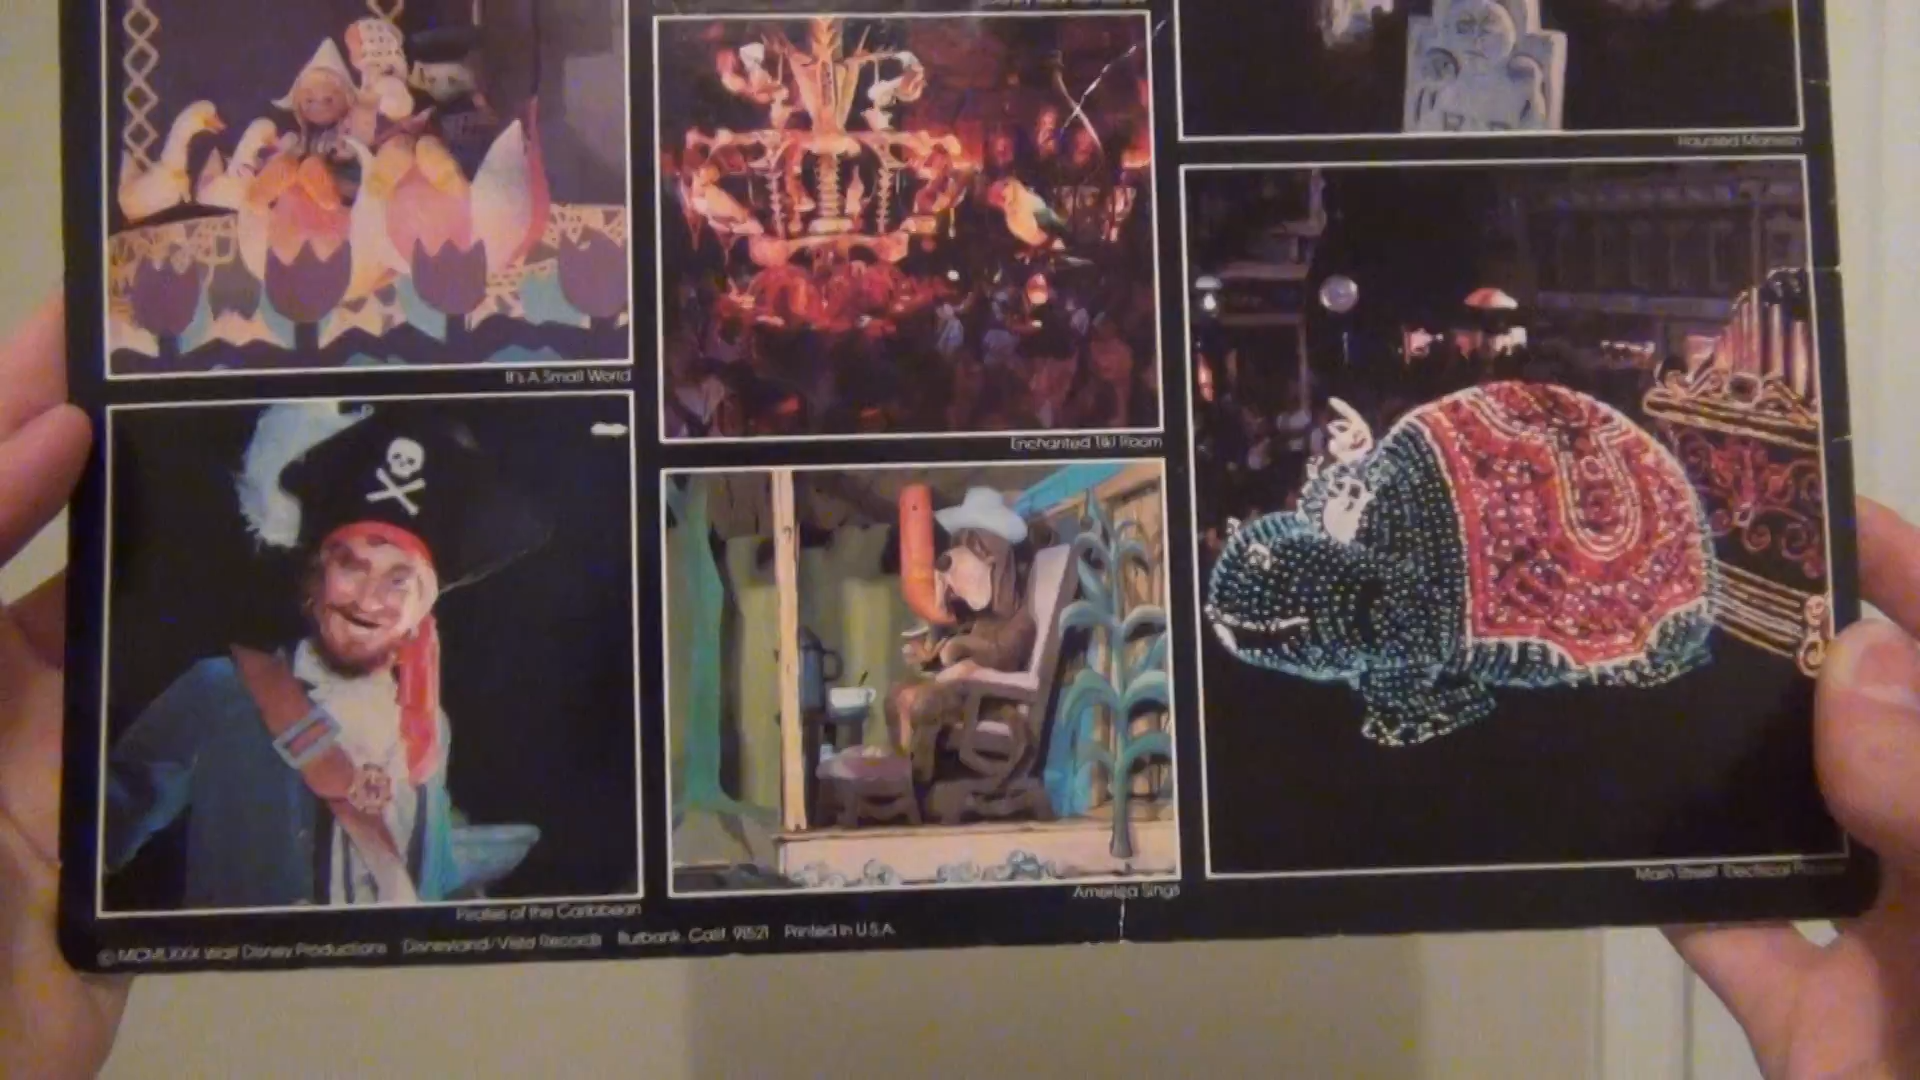 RIP
Haunted Mansion
It's A Small World
Enchanted Tiki Room
Main Street Electrical Parade
America Sings
Pirates of the Caribbean
© MCMLXXX Walt Disney Productions Disneyland/Vista Records Burbank, Calif. 91521 Printed in U.S.A.